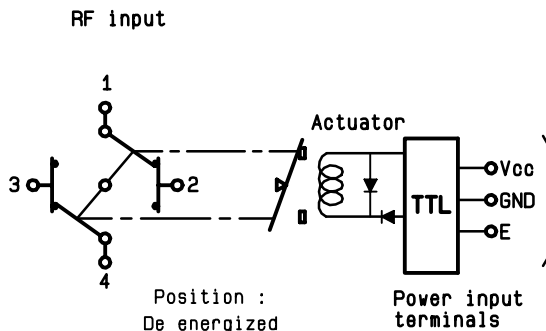 RF input
1
Actuator
3
2
Vcc
TTL
GND
E
4
Position :
De energized
Power input
terminals